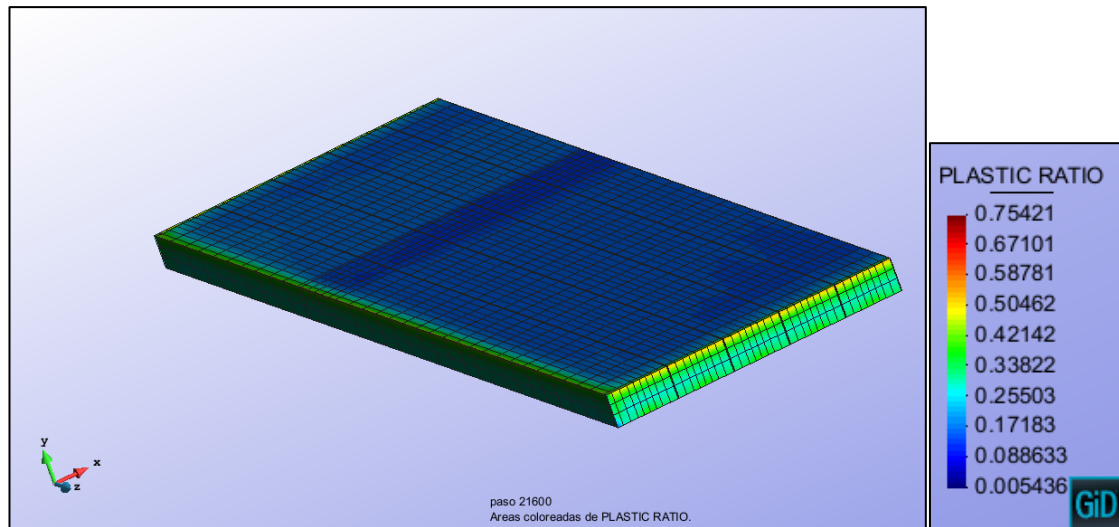 PLASTIC RATIO
0.75421
0.67101
0.58781
0.50462
0.42142
0.33822
0.25503
0.17183
0.088633
0.005436
GiD
y
x
z
paso 21600
Areas coloreadas de PLASTIC RATIO.